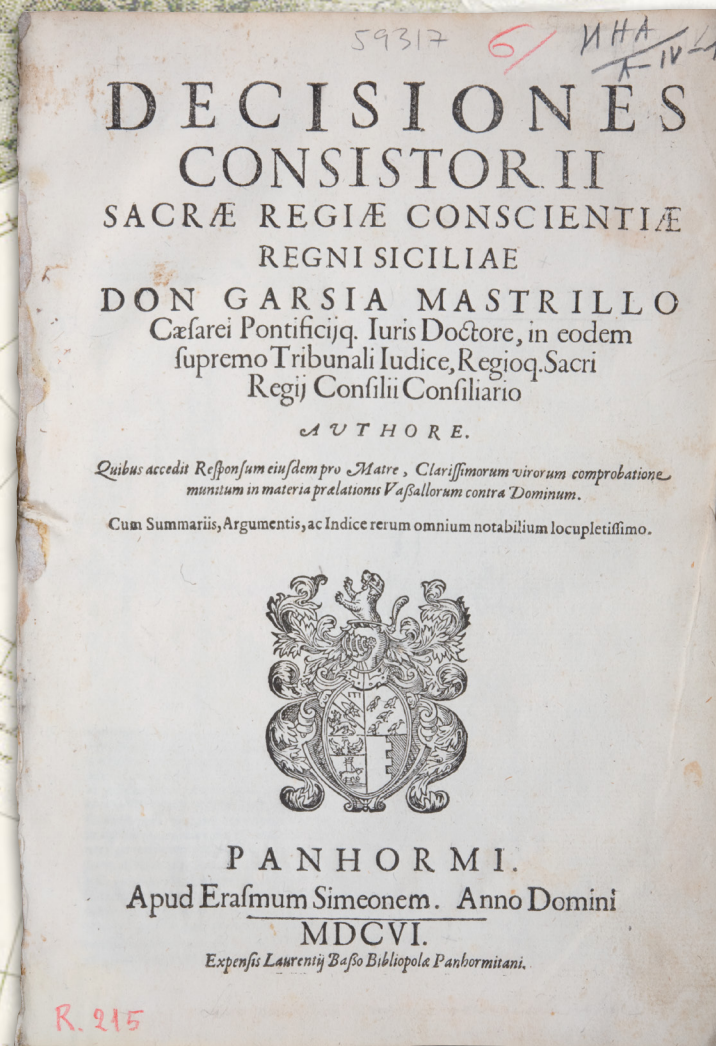 59317 6/ ИНА
A-IV-1
DECISIONES
CONSISTORII
SACRÆ REGIÆ CONSCIENTIÆ
REGNI SICILIAE
DON GARSIA MASTRILLO
Cæſarei Pontificijq. Iuris Doctore, in eodem
ſupremo Tribunali Iudice, Regioq. Sacri
Regij Conſilii Conſiliario
AVTHORE.
Quibus accedit Reſponſum eiuſdem pro Matre, Clariſſimorum virorum comprobatione
munitum in materia prælationis Vaßallorum contra Dominum.
Cum Summariis, Argumentis, ac Indice rerum omnium notabilium locupletiſſimo.
PANHORMI.
Apud Eraſmum Simeonem. Anno Domini
MDCVI.
Expenſis Laurentij Baßo Bibliopolæ Panhormitani.
R. 215